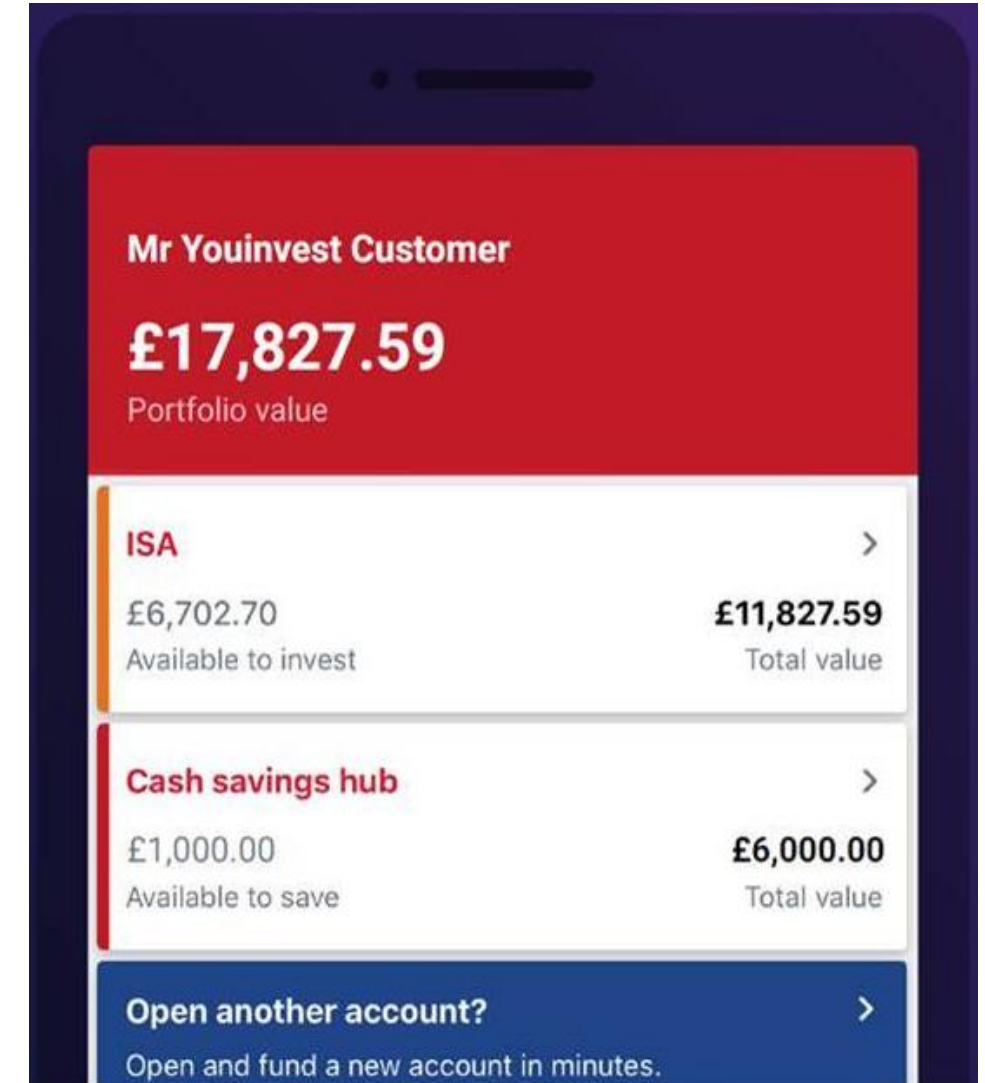 Mr Youinvest Customer
£17,827.59
Portfolio value
ISA
£6,702.70 £11,827.59
Available to invest Total value
Cash savings hub
£1,000.00 £6,000.00
Available to save Total value
Open another account?
Open and fund a new account in minutes.